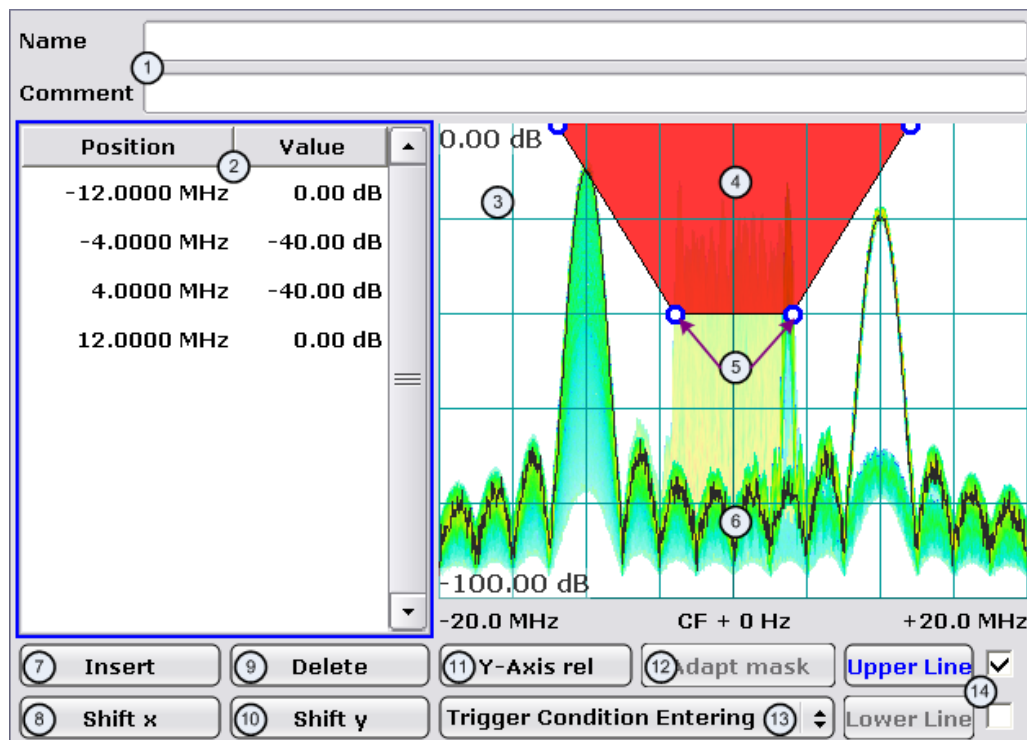 Name
1
Comment
Position Value
2
-12.0000 MHz 0.00 dB
-4.0000 MHz -40.00 dB
4.0000 MHz -40.00 dB
12.0000 MHz 0.00 dB
0.00 dB
3
4
5
6
-100.00 dB
-20.0 MHz CF + 0 Hz +20.0 MHz
7 Insert 9 Delete 11 Y-Axis rel 12 Adapt mask Upper Line
14
8 Shift x 10 Shift y Trigger Condition Entering 13 Lower Line